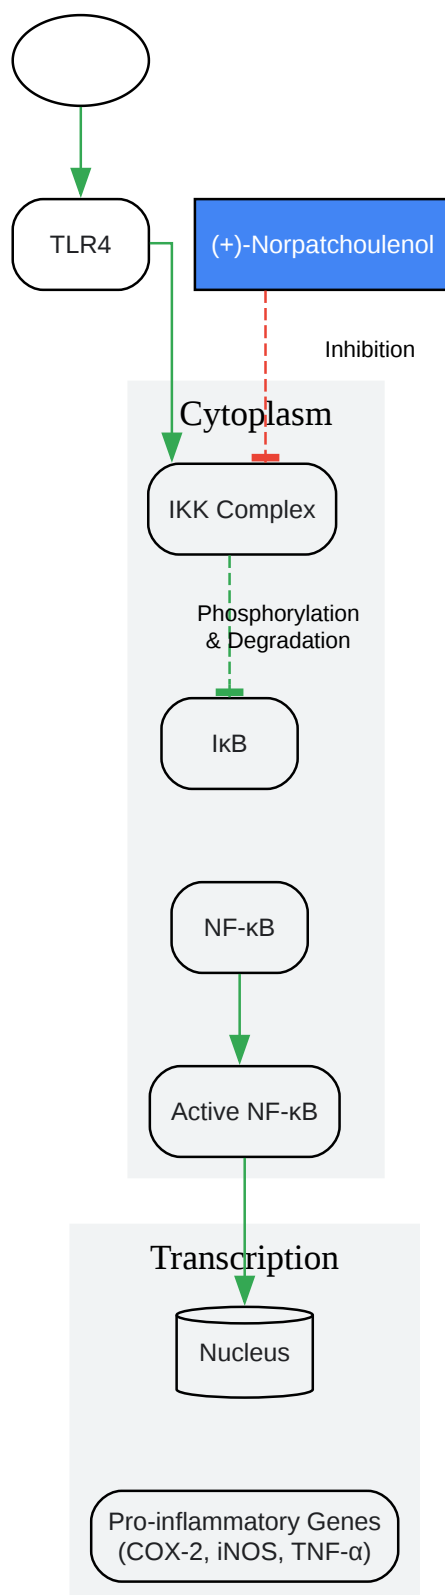 TLR4
(+)-Norpatchoulenol
Inhibition
Cytoplasm
IKK Complex
Phosphorylation
& Degradation
IκB
NF-κB
Active NF-κB
Transcription
Nucleus
Pro-inflammatory Genes
(COX-2, iNOS, TNF-α)